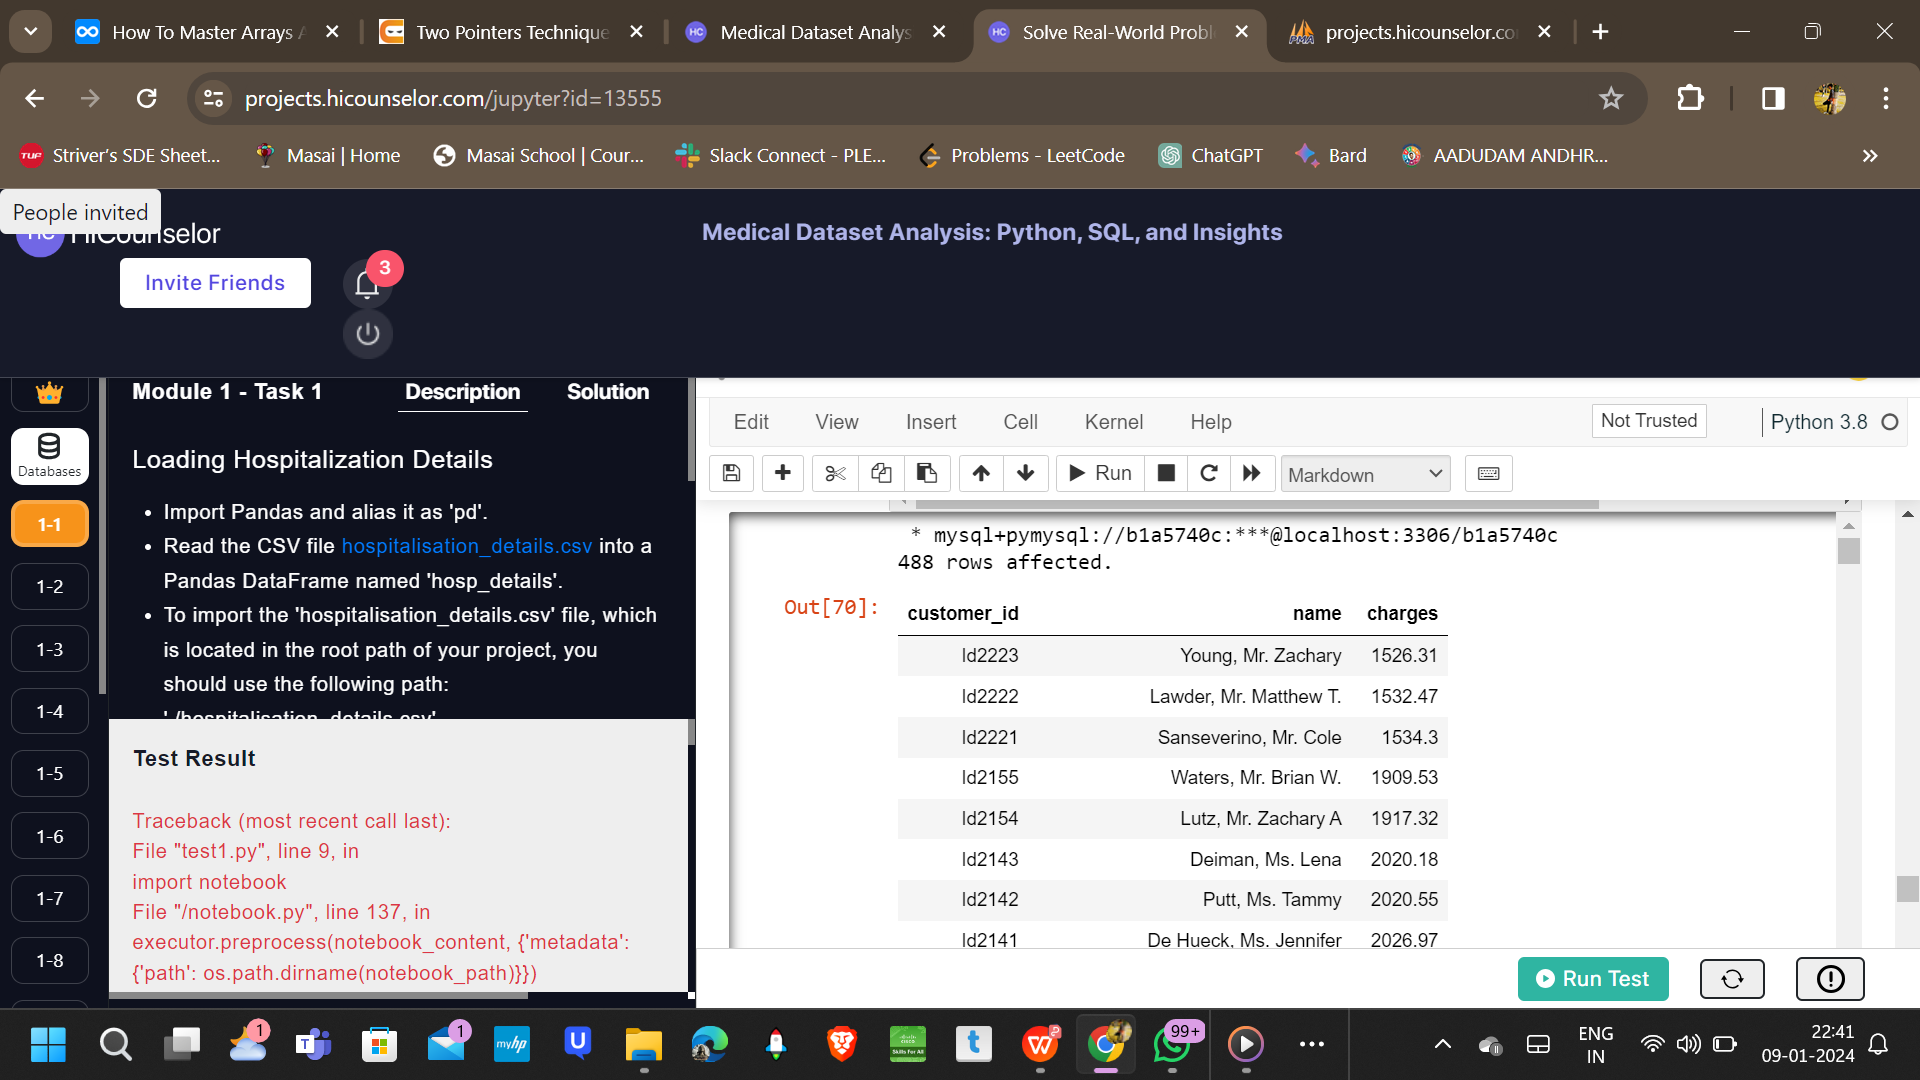 How To Master Arrays
Two Pointers Technique
HC Medical Dataset Analys
HC Solve Real-World Probl
projects.hicounselor.co
projects.hicounselor.com/jupyter?id=13555
TUF Striver's SDE Sheet...
Masai | Home
Masai School | Cour...
Slack Connect - PLE...
Problems - LeetCode
ChatGPT
Bard
AADUDAM ANDHR...
People invited
HiCounselor
Medical Dataset Analysis: Python, SQL, and Insights
Invite Friends
3
Module 1 - Task 1
Description
Solution
Databases
1-1
1-2
1-3
1-4
1-5
1-6
1-7
1-8
Loading Hospitalization Details
• Import Pandas and alias it as 'pd'.
• Read the CSV file hospitalisation_details.csv into a
Pandas DataFrame named 'hosp_details'.
• To import the 'hospitalisation_details.csv' file, which
is located in the root path of your project, you
should use the following path:
'./hospitalisation_details.csv'
Test Result
Traceback (most recent call last):
File "test1.py", line 9, in
import notebook
File "/notebook.py", line 137, in
executor.preprocess(notebook_content, {'metadata':
{'path': os.path.dirname(notebook_path)}})
Edit View Insert Cell Kernel Help
Not Trusted
Python 3.8
Run
Markdown
* mysql+pymysql://b1a5740c:***@localhost:3306/b1a5740c
488 rows affected.
Out[70]:
customer_id name charges
Id2223 Young, Mr. Zachary 1526.31
Id2222 Lawder, Mr. Matthew T. 1532.47
Id2221 Sanseverino, Mr. Cole 1534.3
Id2155 Waters, Mr. Brian W. 1909.53
Id2154 Lutz, Mr. Zachary A 1917.32
Id2143 Deiman, Ms. Lena 2020.18
Id2142 Putt, Ms. Tammy 2020.55
Id2141 De Hueck, Ms. Jennifer 2026.97
Run Test
1
1
myhp
Skills For All
99+
ENG
IN
22:41
09-01-2024